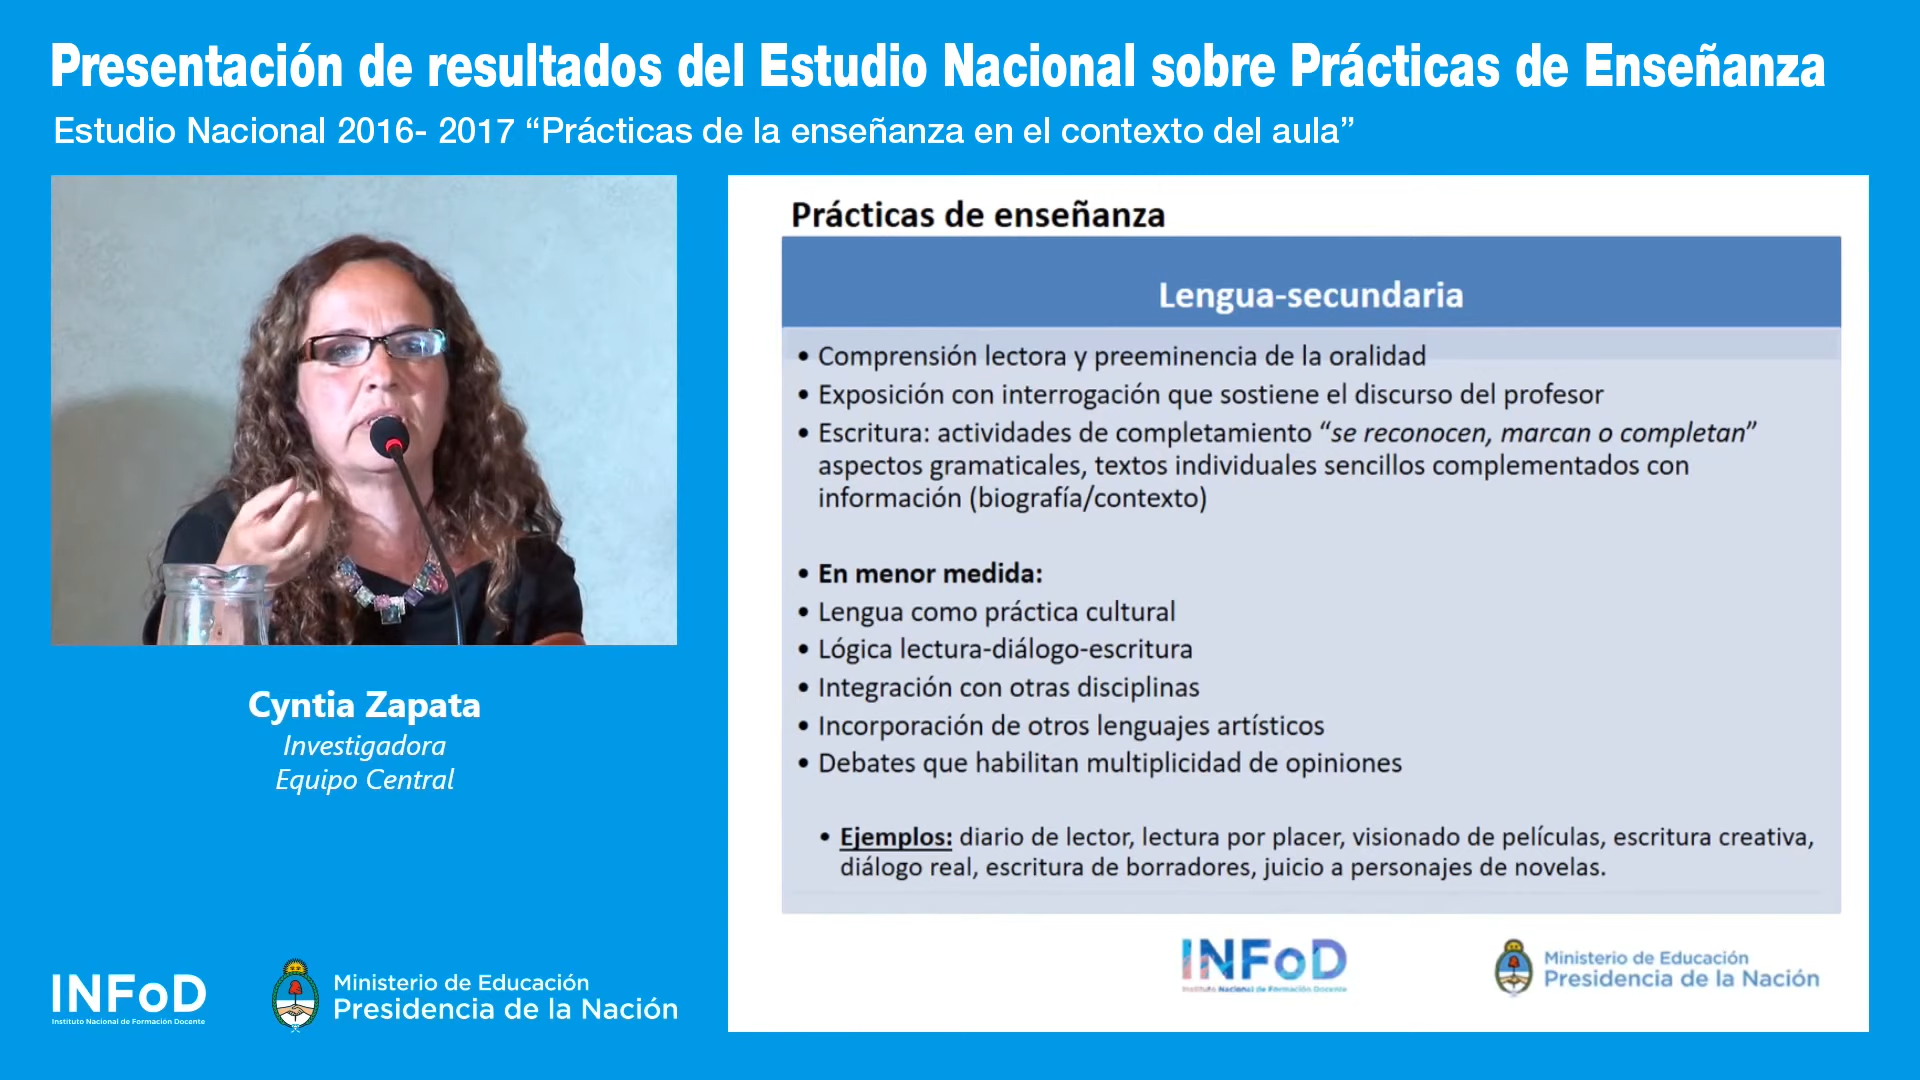 Presentación de resultados del Estudio Nacional sobre Prácticas de Enseñanza
Estudio Nacional 2016- 2017 “Prácticas de la enseñanza en el contexto del aula”
Cyntia Zapata
Investigadora
Equipo Central
INFoD
Instituto Nacional de Formación Docente
Ministerio de Educación
Presidencia de la Nación
Prácticas de enseñanza
Lengua-secundaria
• Comprensión lectora y preeminencia de la oralidad
• Exposición con interrogación que sostiene el discurso del profesor
• Escritura: actividades de completamiento “se reconocen, marcan o completan”
aspectos gramaticales, textos individuales sencillos complementados con
información (biografía/contexto)
• En menor medida:
• Lengua como práctica cultural
• Lógica lectura-diálogo-escritura
• Integración con otras disciplinas
• Incorporación de otros lenguajes artísticos
• Debates que habilitan multiplicidad de opiniones
• Ejemplos: diario de lector, lectura por placer, visionado de películas, escritura creativa,
diálogo real, escritura de borradores, juicio a personajes de novelas.
INFoD
Instituto Nacional de Formación Docente
Ministerio de Educación
Presidencia de la Nación